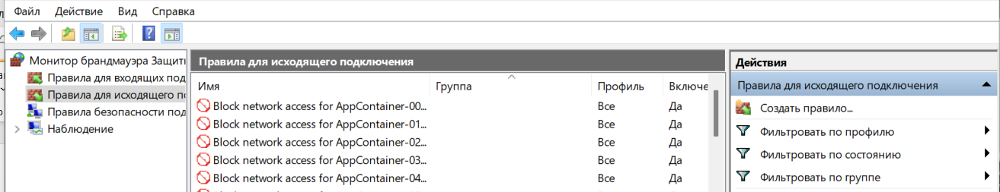 Файл Действие Вид Справка
Монитор брандмауэра Защит
Правила для входящих под
Правила для исходящего п
Правила безопасности под
Наблюдение
Правила для исходящего подключения
Имя Группа Профиль Включе
Block network access for AppContainer-00... Все Да
Block network access for AppContainer-01... Все Да
Block network access for AppContainer-02... Все Да
Block network access for AppContainer-03... Все Да
Block network access for AppContainer-04... Все Да
Действия
Правила для исходящего подключения
Создать правило...
Фильтровать по профилю
Фильтровать по состоянию
Фильтровать по группе